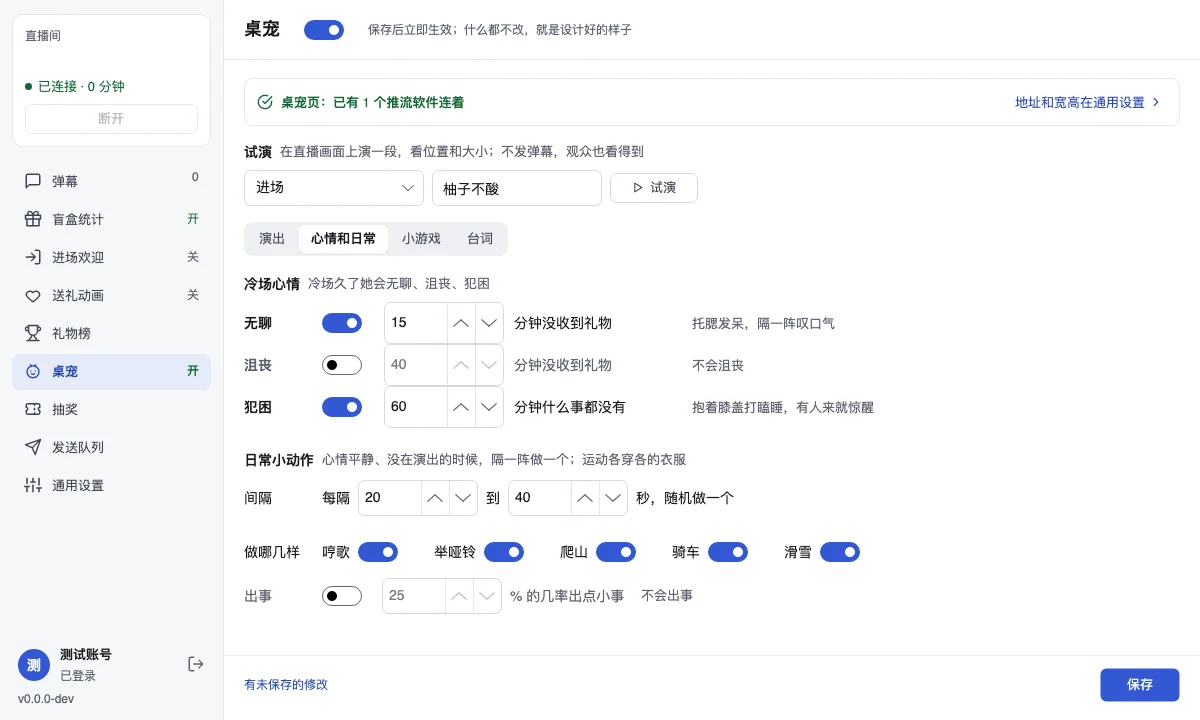 直播间
已连接 · 0 分钟
断开
弹幕 0
盲盒统计 开
进场欢迎 关
送礼动画 关
礼物榜
桌宠 开
抽奖
发送队列
通用设置
测 测试账号
已登录
v0.0.0-dev
桌宠 保存后立即生效；什么都不改，就是设计好的样子
桌宠页：已有 1 个推流软件连着 地址和宽高在通用设置
试演 在直播画面上演一段，看位置和大小；不发弹幕，观众也看得到
进场 柚子不酸 试演
演出 心情和日常 小游戏 台词
冷场心情 冷场久了她会无聊、沮丧、犯困
无聊 15 分钟没收到礼物 托腮发呆，隔一阵叹口气
沮丧 40 分钟没收到礼物 不会沮丧
犯困 60 分钟什么事都没有 抱着膝盖打瞌睡，有人来就惊醒
日常小动作 心情平静、没在演出的时候，隔一阵做一个；运动各穿各的衣服
间隔 每隔 20 到 40 秒，随机做一个
做哪几样 哼歌 举哑铃 爬山 骑车 滑雪
出事 25 % 的几率出点小事 不会出事
有未保存的修改 保存